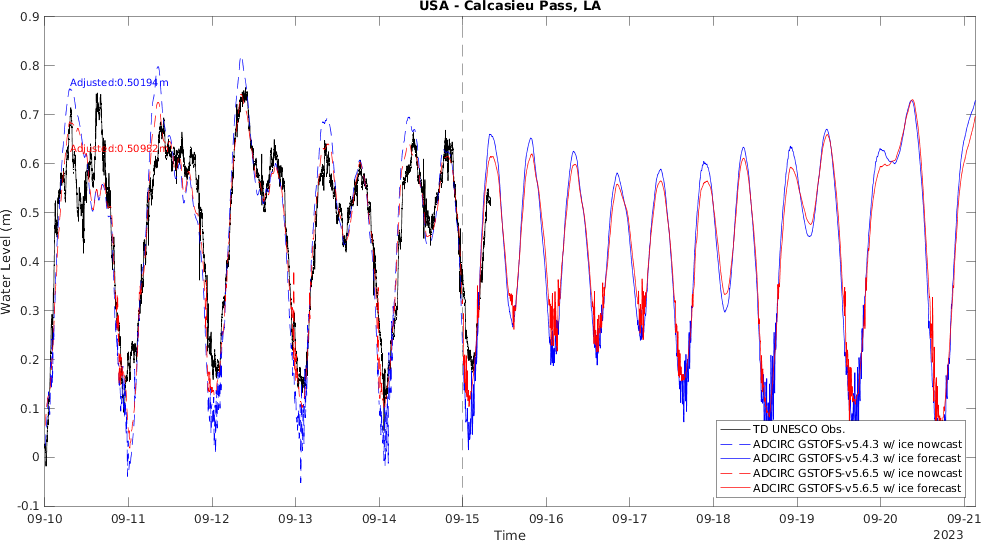 USA - Calcasieu Pass, LA
0.9
0.8
0.7
0.6
0.5
0.4
0.3
0.2
0.1
0
-0.1
Water Level (m)
Adjusted:0.50194m
Adjusted:0.50982m
TD UNESCO Obs.
ADCIRC GSTOFS-v5.4.3 w/ ice nowcast
ADCIRC GSTOFS-v5.4.3 w/ ice forecast
ADCIRC GSTOFS-v5.6.5 w/ ice nowcast
ADCIRC GSTOFS-v5.6.5 w/ ice forecast
09-10 09-11 09-12 09-13 09-14 09-15 09-16 09-17 09-18 09-19 09-20 09-21
Time
2023